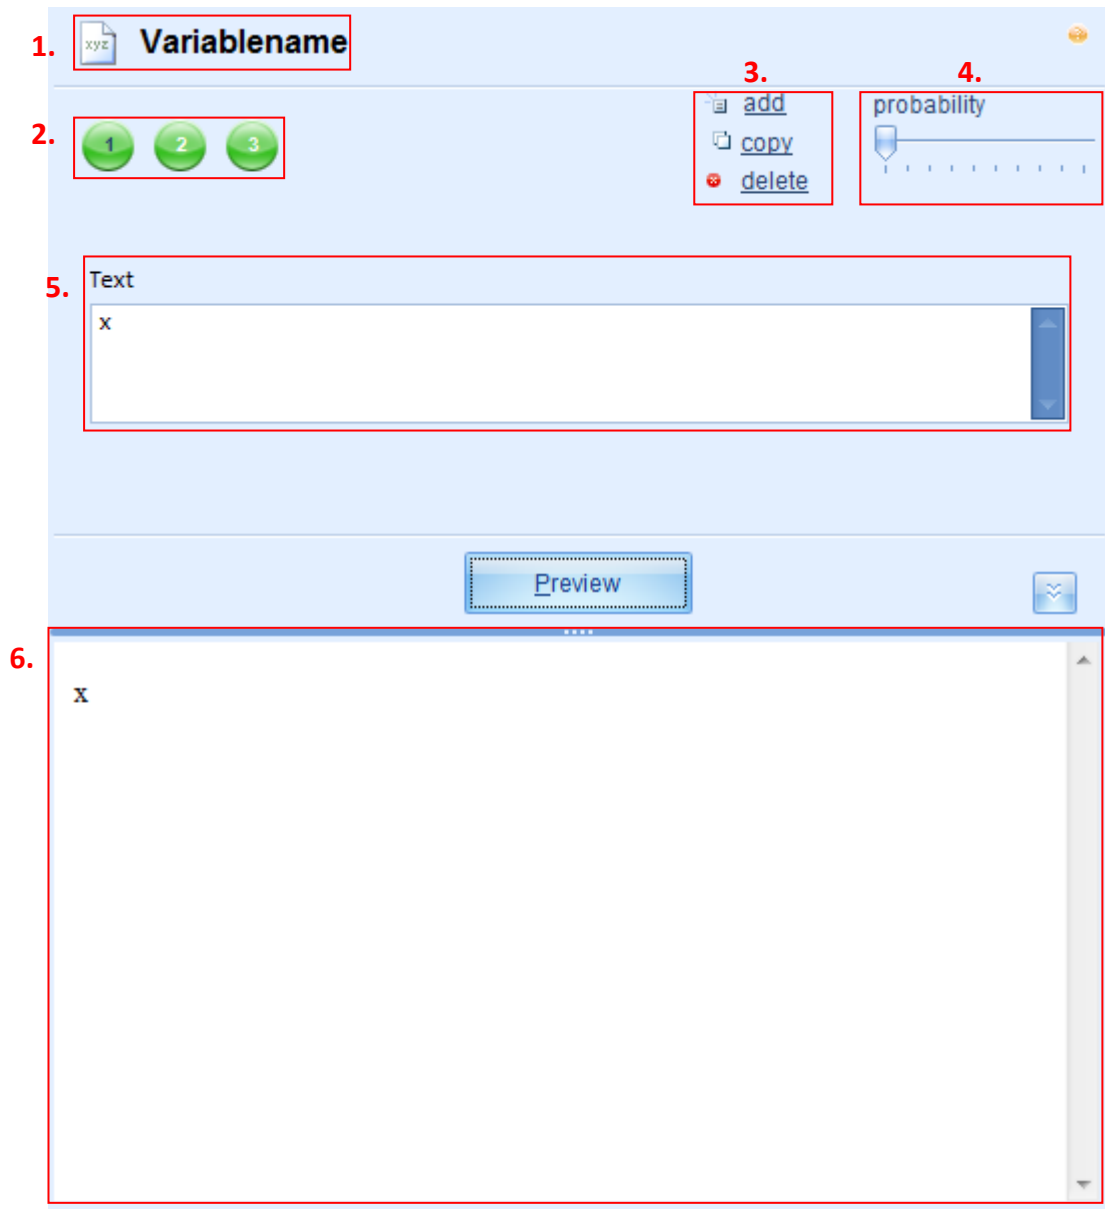 1. xyz Variablename
3. 4.
2. 1 2 3
add
copy
delete
probability
5. Text
x
Preview
6.
x